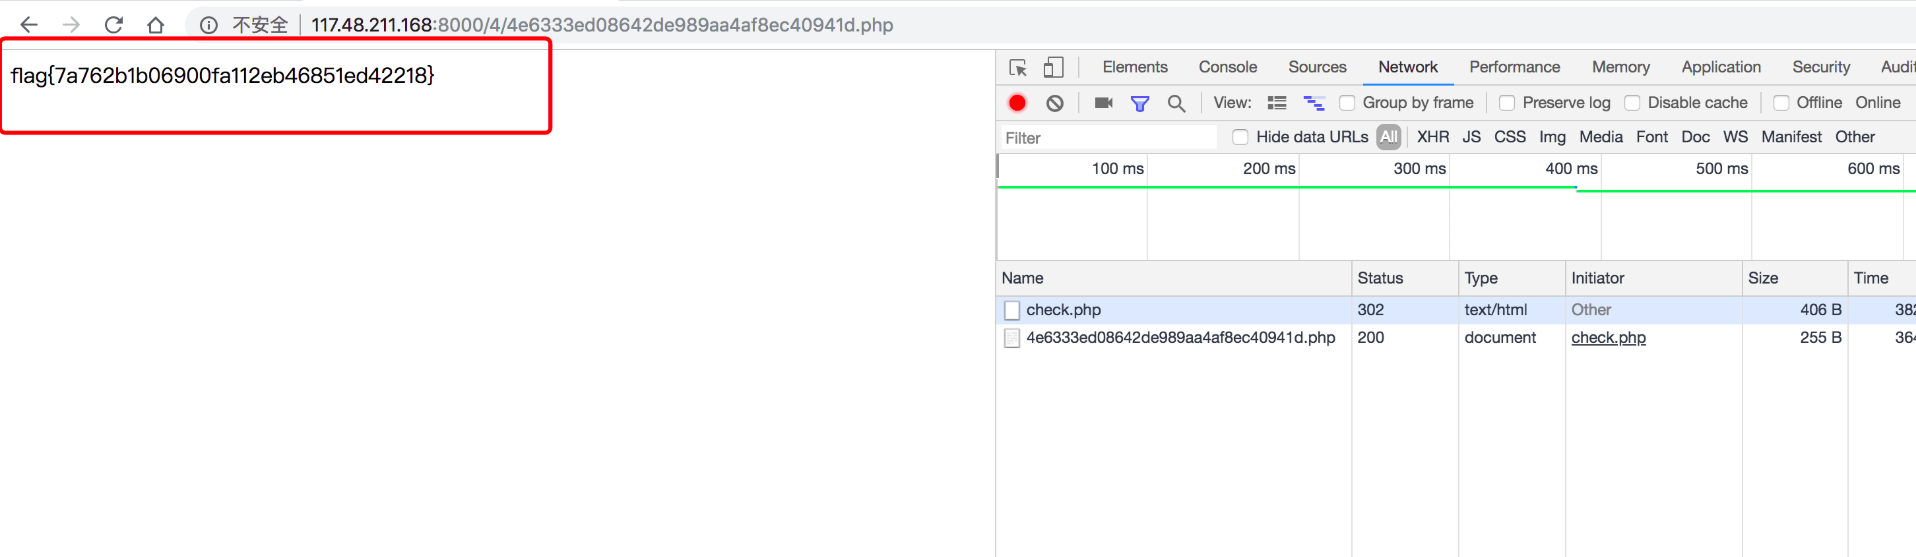 不安全 117.48.211.168:8000/4/4e6333ed08642de989aa4af8ec40941d.php
flag{7a762b1b06900fa112eb46851ed42218}
Elements Console Sources Network Performance Memory Application Security Audi
View: Group by frame Preserve log Disable cache Offline Online
Filter Hide data URLs All XHR JS CSS Img Media Font Doc WS Manifest Other
100 ms 200 ms 300 ms 400 ms 500 ms 600 ms
Name Status Type Initiator Size Time
check.php 302 text/html Other 406 B 382
4e6333ed08642de989aa4af8ec40941d.php 200 document check.php 255 B 364